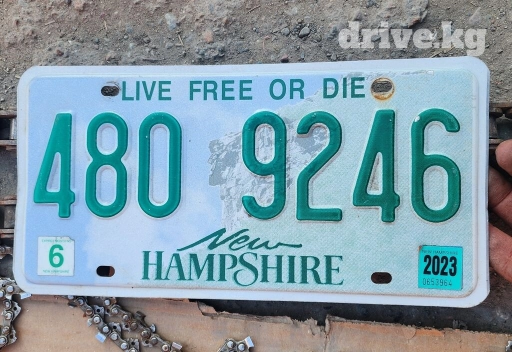 drive.kg
LIVE FREE OR DIE
480 9246
New
HAMPSHIRE
6
2023